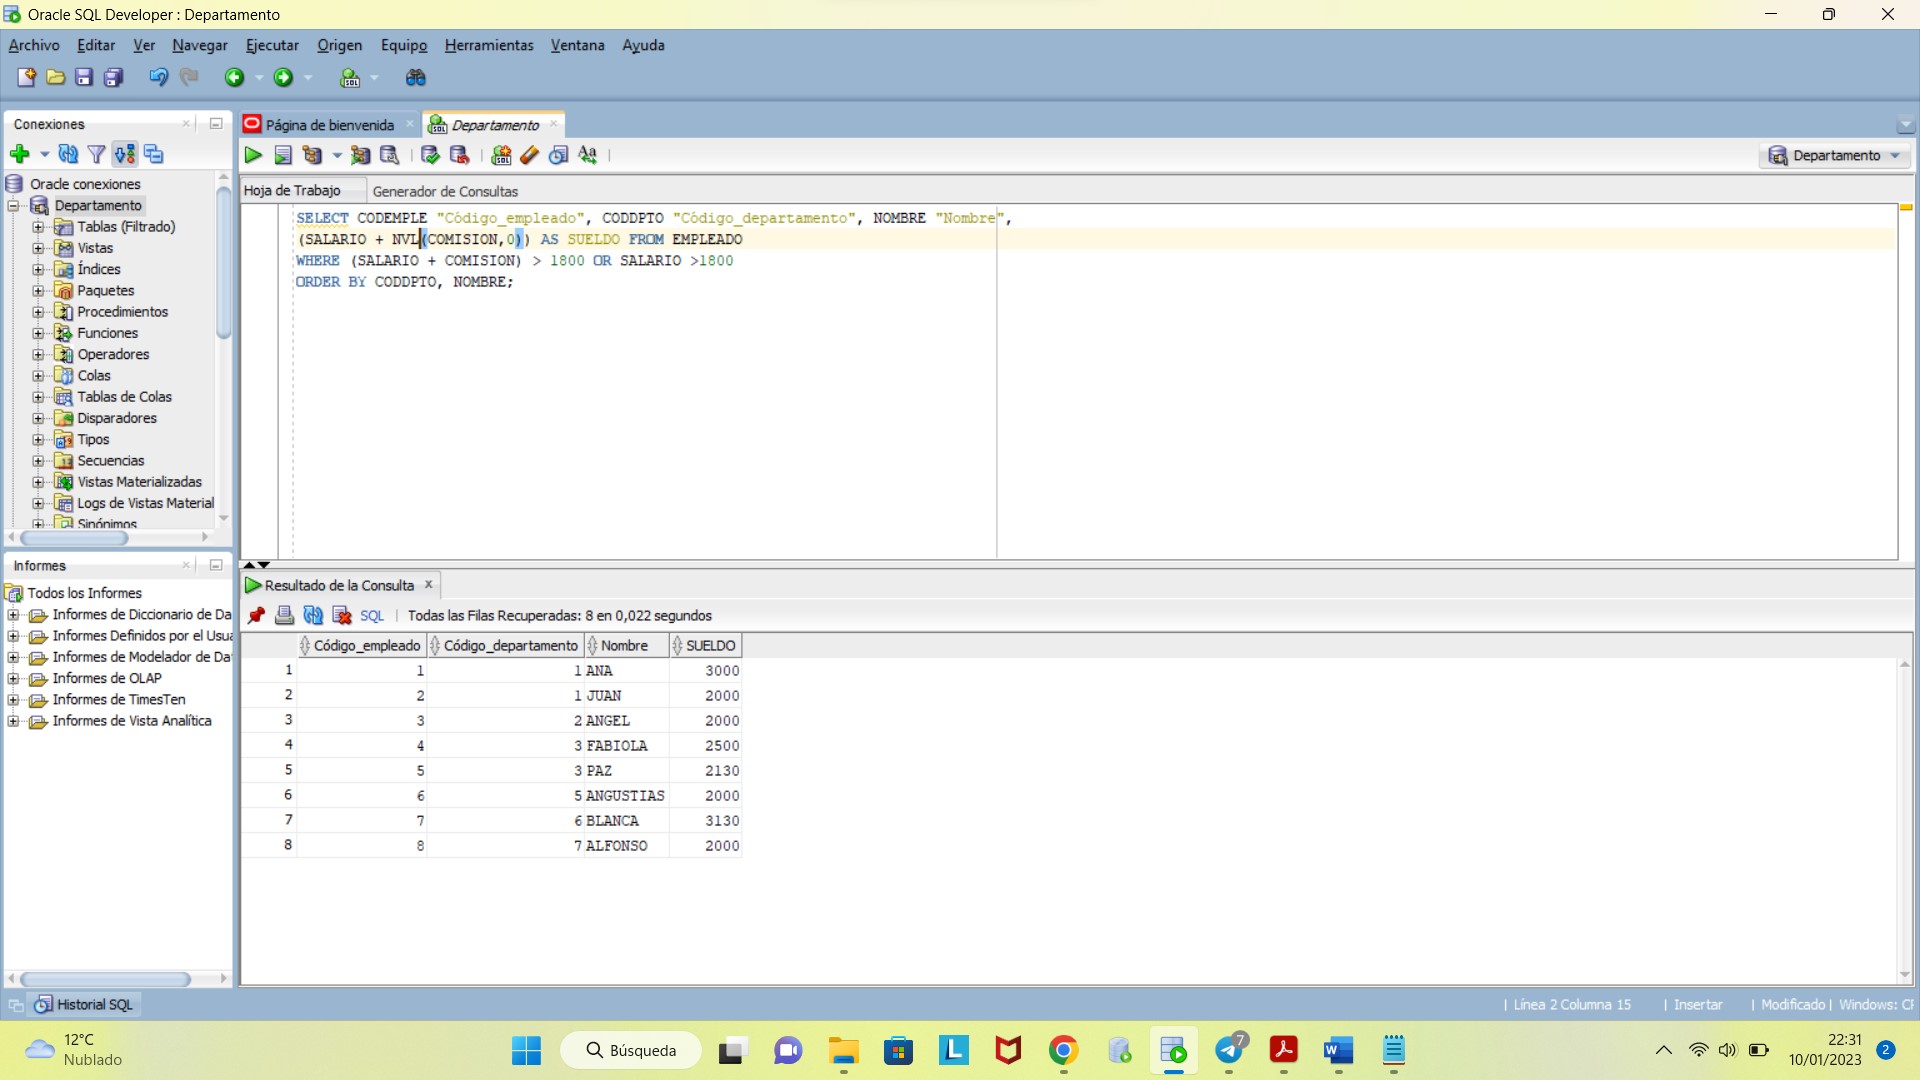 Oracle SQL Developer : Departamento
Archivo Editar Ver Navegar Ejecutar Origen Equipo Herramientas Ventana Ayuda
SQL
Conexiones
Página de bienvenida
SQL Departamento
Departamento
Hoja de Trabajo
Generador de Consultas
Oracle conexiones
Departamento
Tablas (Filtrado)
Vistas
Índices
Paquetes
Procedimientos
Funciones
Operadores
Colas
Tablas de Colas
Disparadores
Tipos
Secuencias
Vistas Materializadas
Logs de Vistas Material
Sinónimos
SELECT CODEMPLE "Código_empleado", CODDPTO "Código_departamento", NOMBRE "Nombre",
(SALARIO + NVL(COMISION,0)) AS SUELDO FROM EMPLEADO
WHERE (SALARIO + COMISION) > 1800 OR SALARIO >1800
ORDER BY CODDPTO, NOMBRE;
Informes
Todos los Informes
Informes de Diccionario de Da
Informes Definidos por el Usua
Informes de Modelador de Da
Informes de OLAP
Informes de TimesTen
Informes de Vista Analítica
Resultado de la Consulta
SQL | Todas las Filas Recuperadas: 8 en 0,022 segundos
Código_empleado Código_departamento Nombre SUELDO
1 1 1 ANA 3000
2 2 1 JUAN 2000
3 3 2 ANGEL 2000
4 4 3 FABIOLA 2500
5 5 3 PAZ 2130
6 6 5 ANGUSTIAS 2000
7 7 6 BLANCA 3130
8 8 7 ALFONSO 2000
Historial SQL
| Línea 2 Columna 15 | Insertar | Modificado | Windows: CR
12°C
Nublado
Búsqueda
7
22:31
10/01/2023
2